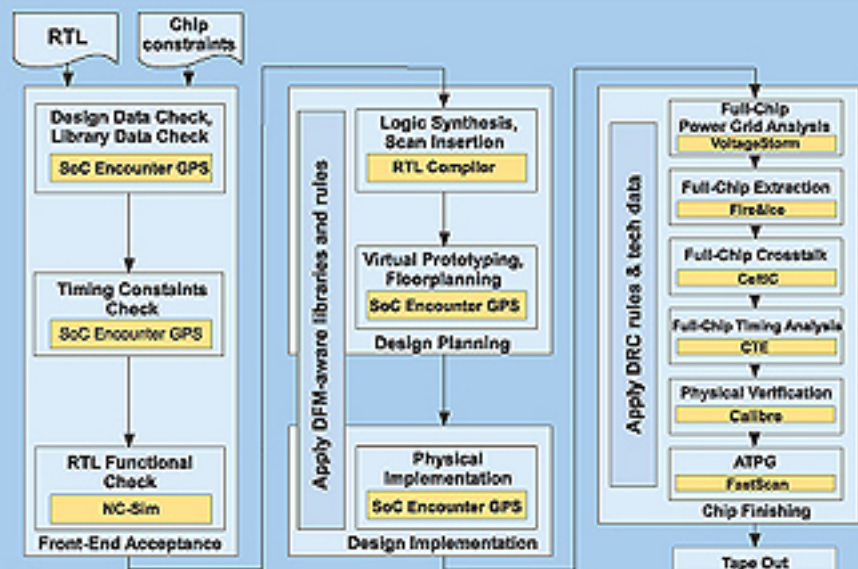 RTL
Chip
constraints
Design Data Check,
Library Data Check
SoC Encounter GPS
Timing Constaints
Check
SoC Encounter GPS
RTL Functional
Check
NC-Sim
Front-End Acceptance
Apply DFM-aware libraries and rules
Logic Synthesis,
Scan Insertion
RTL Compiler
Virtual Prototyping,
Floorplanning
SoC Encounter GPS
Design Planning
Physical
Implementation
SoC Encounter GPS
Design Implementation
Apply DRC rules & tech data
Full-Chip
Power Grid Analysis
VoltageStorm
Full-Chip Extraction
Fire&Ice
Full-Chip Crosstalk
CeltIC
Full-Chip Timing Analysis
CTE
Physical Verification
Calibre
ATPG
FastScan
Chip Finishing
Tape Out